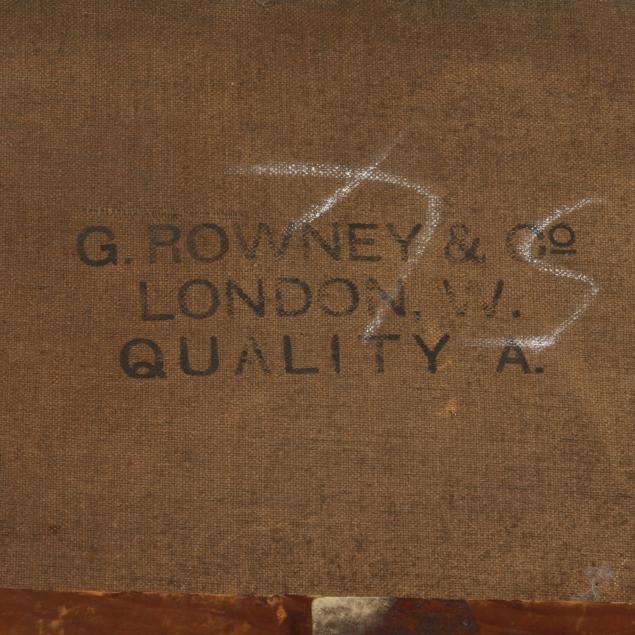 G. ROWNEY & Cº
LONDON, W.
QUALITY A.